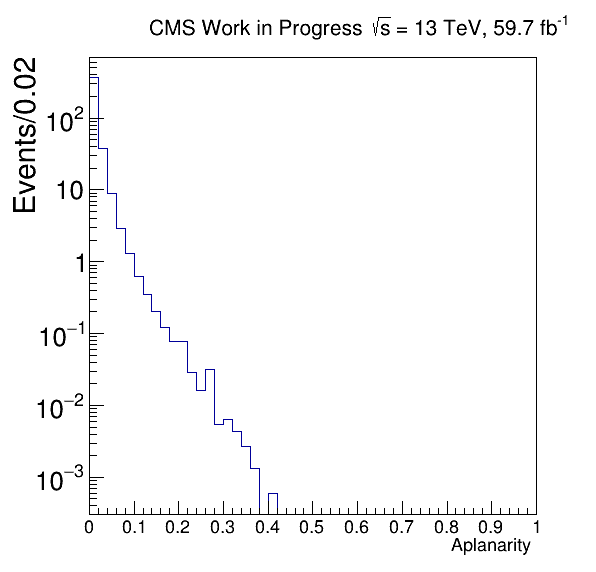 CMS Work in Progress √s = 13 TeV, 59.7 fb⁻¹
Events/0.02
10²
10
1
10⁻¹
10⁻²
10⁻³
0 0.1 0.2 0.3 0.4 0.5 0.6 0.7 0.8 0.9 1
Aplanarity